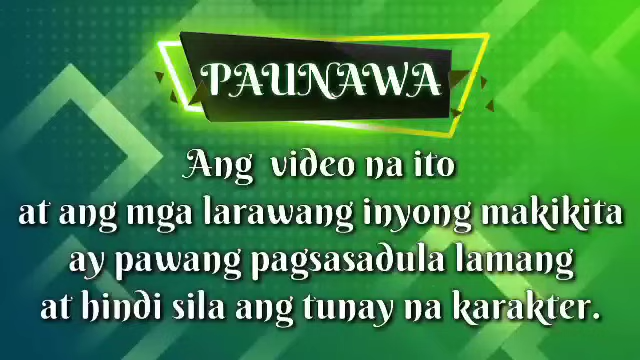 PAUNAWA
Ang video na ito
at ang mga larawang inyong makikita
ay pawang pagsasadula lamang
at hindi sila ang tunay na karakter.